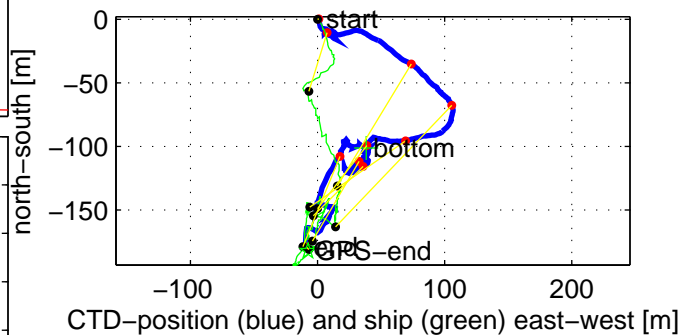 0
start
−50
−100
bottom
−150
end
GPS−end
−100
0
100
200
north−south [m]
CTD−position (blue) and ship (green) east−west [m]